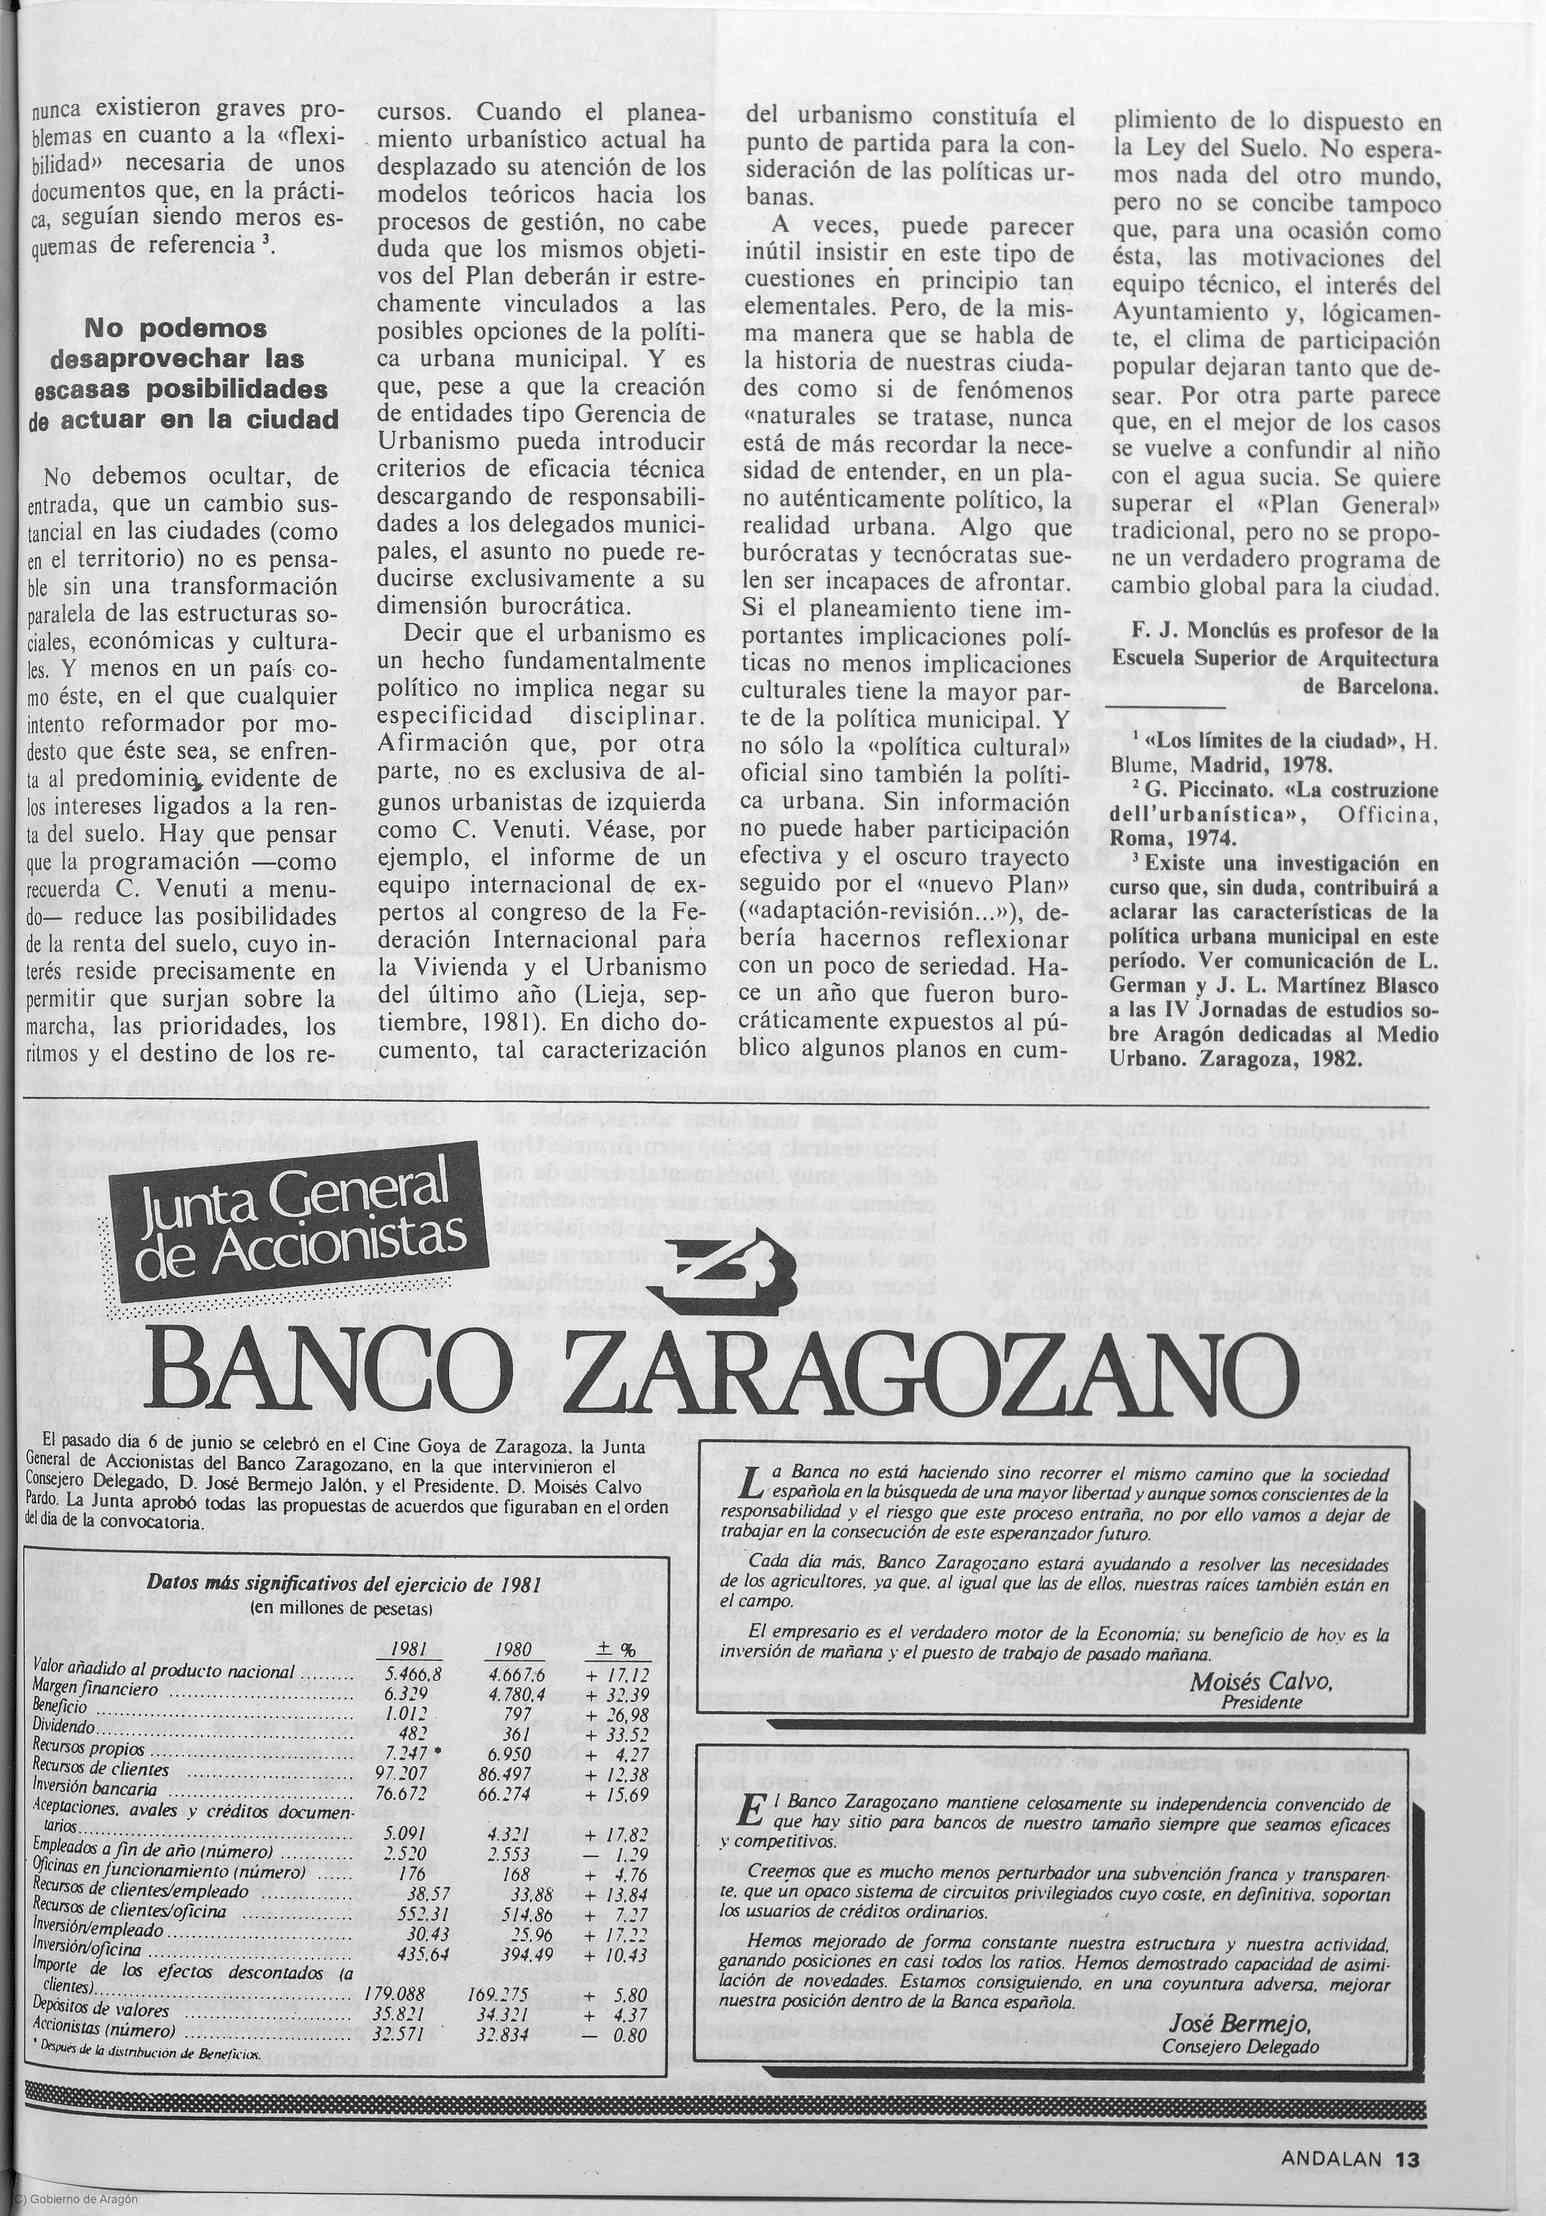 nunca existieron graves pro-
blemas en cuanto a la «flexi-
bilidad» necesaria de unos
documentos que, en la prácti-
ca, seguían siendo meros es-
quemas de referencia ³.
No podemos
desaprovechar las
escasas posibilidades
de actuar en la ciudad
No debemos ocultar, de
entrada, que un cambio sus-
tancial en las ciudades (como
en el territorio) no es pensa-
ble sin una transformación
paralela de las estructuras so-
ciales, económicas y cultura-
les. Y menos en un país co-
mo éste, en el que cualquier
intento reformador por mo-
desto que éste sea, se enfren-
ta al predominio evidente de
los intereses ligados a la ren-
ta del suelo. Hay que pensar
que la programación —como
recuerda C. Venuti a menu-
do— reduce las posibilidades
de la renta del suelo, cuyo in-
terés reside precisamente en
permitir que surjan sobre la
marcha, las prioridades, los
ritmos y el destino de los re-
cursos. Cuando el planea-
miento urbanístico actual ha
desplazado su atención de los
modelos teóricos hacia los
procesos de gestión, no cabe
duda que los mismos objeti-
vos del Plan deberán ir estre-
chamente vinculados a las
posibles opciones de la políti-
ca urbana municipal. Y es
que, pese a que la creación
de entidades tipo Gerencia de
Urbanismo pueda introducir
criterios de eficacia técnica
descargando de responsabili-
dades a los delegados munici-
pales, el asunto no puede re-
ducirse exclusivamente a su
dimensión burocrática.
Decir que el urbanismo es
un hecho fundamentalmente
político no implica negar su
especificidad disciplinar.
Afirmación que, por otra
parte, no es exclusiva de al-
gunos urbanistas de izquierda
como C. Venuti. Véase, por
ejemplo, el informe de un
equipo internacional de ex-
pertos al congreso de la Fe-
deración Internacional para
la Vivienda y el Urbanismo
del último año (Lieja, sep-
tiembre, 1981). En dicho do-
cumento, tal caracterización
del urbanismo constituía el
punto de partida para la con-
sideración de las políticas ur-
banas.
A veces, puede parecer
inútil insistir en este tipo de
cuestiones en principio tan
elementales. Pero, de la mis-
ma manera que se habla de
la historia de nuestras ciuda-
des como si de fenómenos
«naturales se tratase, nunca
está de más recordar la nece-
sidad de entender, en un pla-
no auténticamente político, la
realidad urbana. Algo que
burócratas y tecnócratas sue-
len ser incapaces de afrontar.
Si el planeamiento tiene im-
portantes implicaciones polí-
ticas no menos implicaciones
culturales tiene la mayor par-
te de la política municipal. Y
no sólo la «política cultural»
oficial sino también la políti-
ca urbana. Sin información
no puede haber participación
efectiva y el oscuro trayecto
seguido por el «nuevo Plan»
(«adaptación-revisión...»), de-
bería hacernos reflexionar
con un poco de seriedad. Ha-
ce un año que fueron buro-
cráticamente expuestos al pú-
blico algunos planos en cum-
plimiento de lo dispuesto en
la Ley del Suelo. No espera-
mos nada del otro mundo,
pero no se concibe tampoco
que, para una ocasión como
ésta, las motivaciones del
equipo técnico, el interés del
Ayuntamiento y, lógicamen-
te, el clima de participación
popular dejaran tanto que de-
sear. Por otra parte parece
que, en el mejor de los casos
se vuelve a confundir al niño
con el agua sucia. Se quiere
superar el «Plan General»
tradicional, pero no se propo-
ne un verdadero programa de
cambio global para la ciudad.
F. J. Monclús es profesor de la
Escuela Superior de Arquitectura
de Barcelona.
¹ «Los límites de la ciudad», H.
Blume, Madrid, 1978.
² G. Piccinato. «La costruzione
dell'urbanística», Officina,
Roma, 1974.
³ Existe una investigación en
curso que, sin duda, contribuirá a
aclarar las características de la
política urbana municipal en este
período. Ver comunicación de L.
German y J. L. Martínez Blasco
a las IV Jornadas de estudios so-
bre Aragón dedicadas al Medio
Urbano. Zaragoza, 1982.
Junta General
de Accionistas
BANCO ZARAGOZANO
El pasado día 6 de junio se celebró en el Cine Goya de Zaragoza, la Junta
General de Accionistas del Banco Zaragozano, en la que intervinieron el
Consejero Delegado, D. José Bermejo Jalón, y el Presidente, D. Moisés Calvo
Pardo. La Junta aprobó todas las propuestas de acuerdos que figuraban en el orden
del día de la convocatoria.
Datos más significativos del ejercicio de 1981
(en millones de pesetas)
1981 1980 ± %
Valor añadido al producto nacional ......... 5.466,8 4.667,6 + 17,12
Margen financiero ......... 6.329 4.780,4 + 32,39
Beneficio ......... 1.012 797 + 26,98
Dividendo ......... 482 361 + 33,52
Recursos propios ......... 7.247 * 6.950 + 4,27
Recursos de clientes ......... 97.207 86.497 + 12,38
Inversión bancaria ......... 76.672 66.274 + 15,69
Aceptaciones, avales y créditos documen-
tarios ......... 5.091 4.321 + 17,82
Empleados a fin de año (número) ......... 2.520 2.553 — 1,29
Oficinas en funcionamiento (número) ...... 176 168 + 4,76
Recursos de clientes/empleado ......... 38,57 33,88 + 13,84
Recursos de clientes/oficina ......... 552,31 514,86 + 7,27
Inversión/empleado ......... 30,43 25,96 + 17,22
Inversión/oficina ......... 435,64 394,49 + 10,43
Importe de los efectos descontados (a
clientes) ......... 179.088 169.275 + 5,80
Depósitos de valores ......... 35.821 34.321 + 4,37
Accionistas (número) ......... 32.571 32.834 — 0,80
* Después de la distribución de Beneficios.
La Banca no está haciendo sino recorrer el mismo camino que la sociedad
española en la búsqueda de una mayor libertad y aunque somos conscientes de la
responsabilidad y el riesgo que este proceso entraña, no por ello vamos a dejar de
trabajar en la consecución de este esperanzador futuro.
Cada día más, Banco Zaragozano estará ayudando a resolver las necesidades
de los agricultores, ya que, al igual que las de ellos, nuestras raíces también están en
el campo.
El empresario es el verdadero motor de la Economía; su beneficio de hoy es la
inversión de mañana y el puesto de trabajo de pasado mañana.
Moisés Calvo,
Presidente
El Banco Zaragozano mantiene celosamente su independencia convencido de
que hay sitio para bancos de nuestro tamaño siempre que seamos eficaces
y competitivos.
Creemos que es mucho menos perturbador una subvención franca y transparen-
te, que un opaco sistema de circuitos privilegiados cuyo coste, en definitiva, soportan
los usuarios de créditos ordinarios.
Hemos mejorado de forma constante nuestra estructura y nuestra actividad,
ganando posiciones en casi todos los ratios. Hemos demostrado capacidad de asimi-
lación de novedades. Estamos consiguiendo, en una coyuntura adversa, mejorar
nuestra posición dentro de la Banca española.
José Bermejo,
Consejero Delegado
ANDALAN 13
(C) Gobierno de Aragón